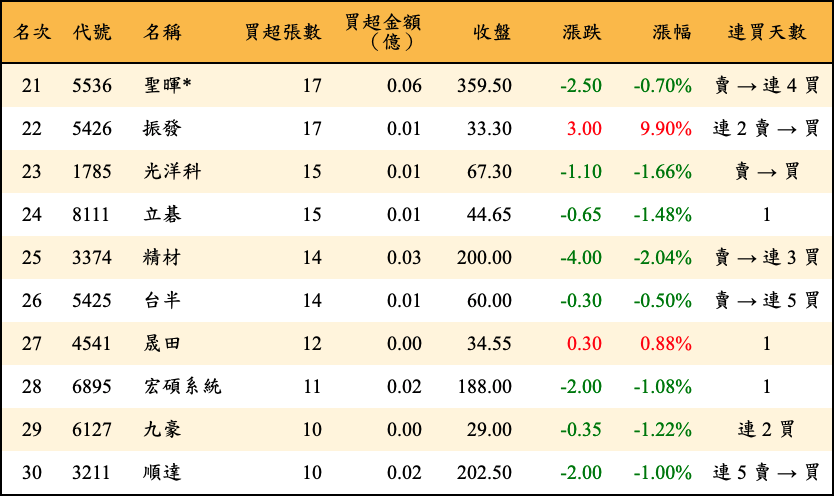 名次 代號 名稱 買超張數 買超金額（億） 收盤 漲跌 漲幅 連買天數
21 5536 聖暉* 17 0.06 359.50 -2.50 -0.70% 賣 → 連 4 買
22 5426 振發 17 0.01 33.30 3.00 9.90% 連 2 賣 → 買
23 1785 光洋科 15 0.01 67.30 -1.10 -1.66% 賣 → 買
24 8111 立碁 15 0.01 44.65 -0.65 -1.48% 1
25 3374 精材 14 0.03 200.00 -4.00 -2.04% 賣 → 連 3 買
26 5425 台半 14 0.01 60.00 -0.30 -0.50% 賣 → 連 5 買
27 4541 晟田 12 0.00 34.55 0.30 0.88% 1
28 6895 宏碩系統 11 0.02 188.00 -2.00 -1.08% 1
29 6127 九豪 10 0.00 29.00 -0.35 -1.22% 連 2 買
30 3211 順達 10 0.02 202.50 -2.00 -1.00% 連 5 賣 → 買